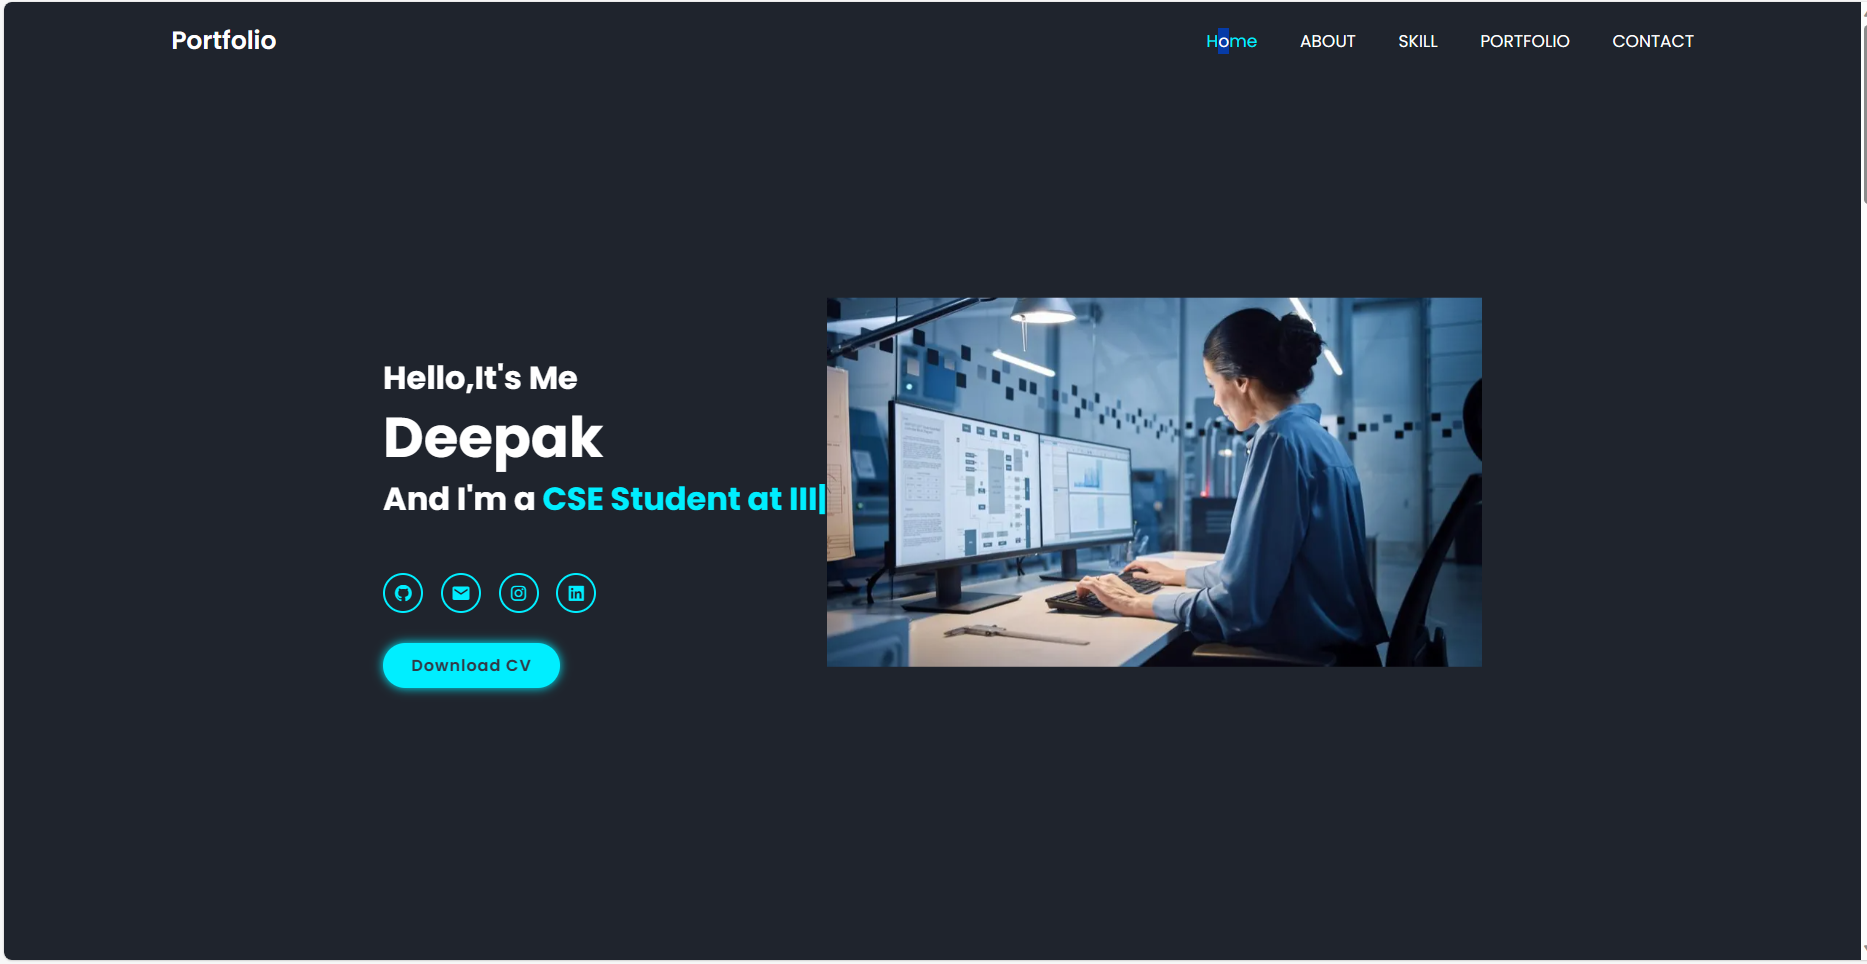 Portfolio
Home ABOUT SKILL PORTFOLIO CONTACT
Hello,It's Me
Deepak
And I'm a CSE Student at III|
Download CV